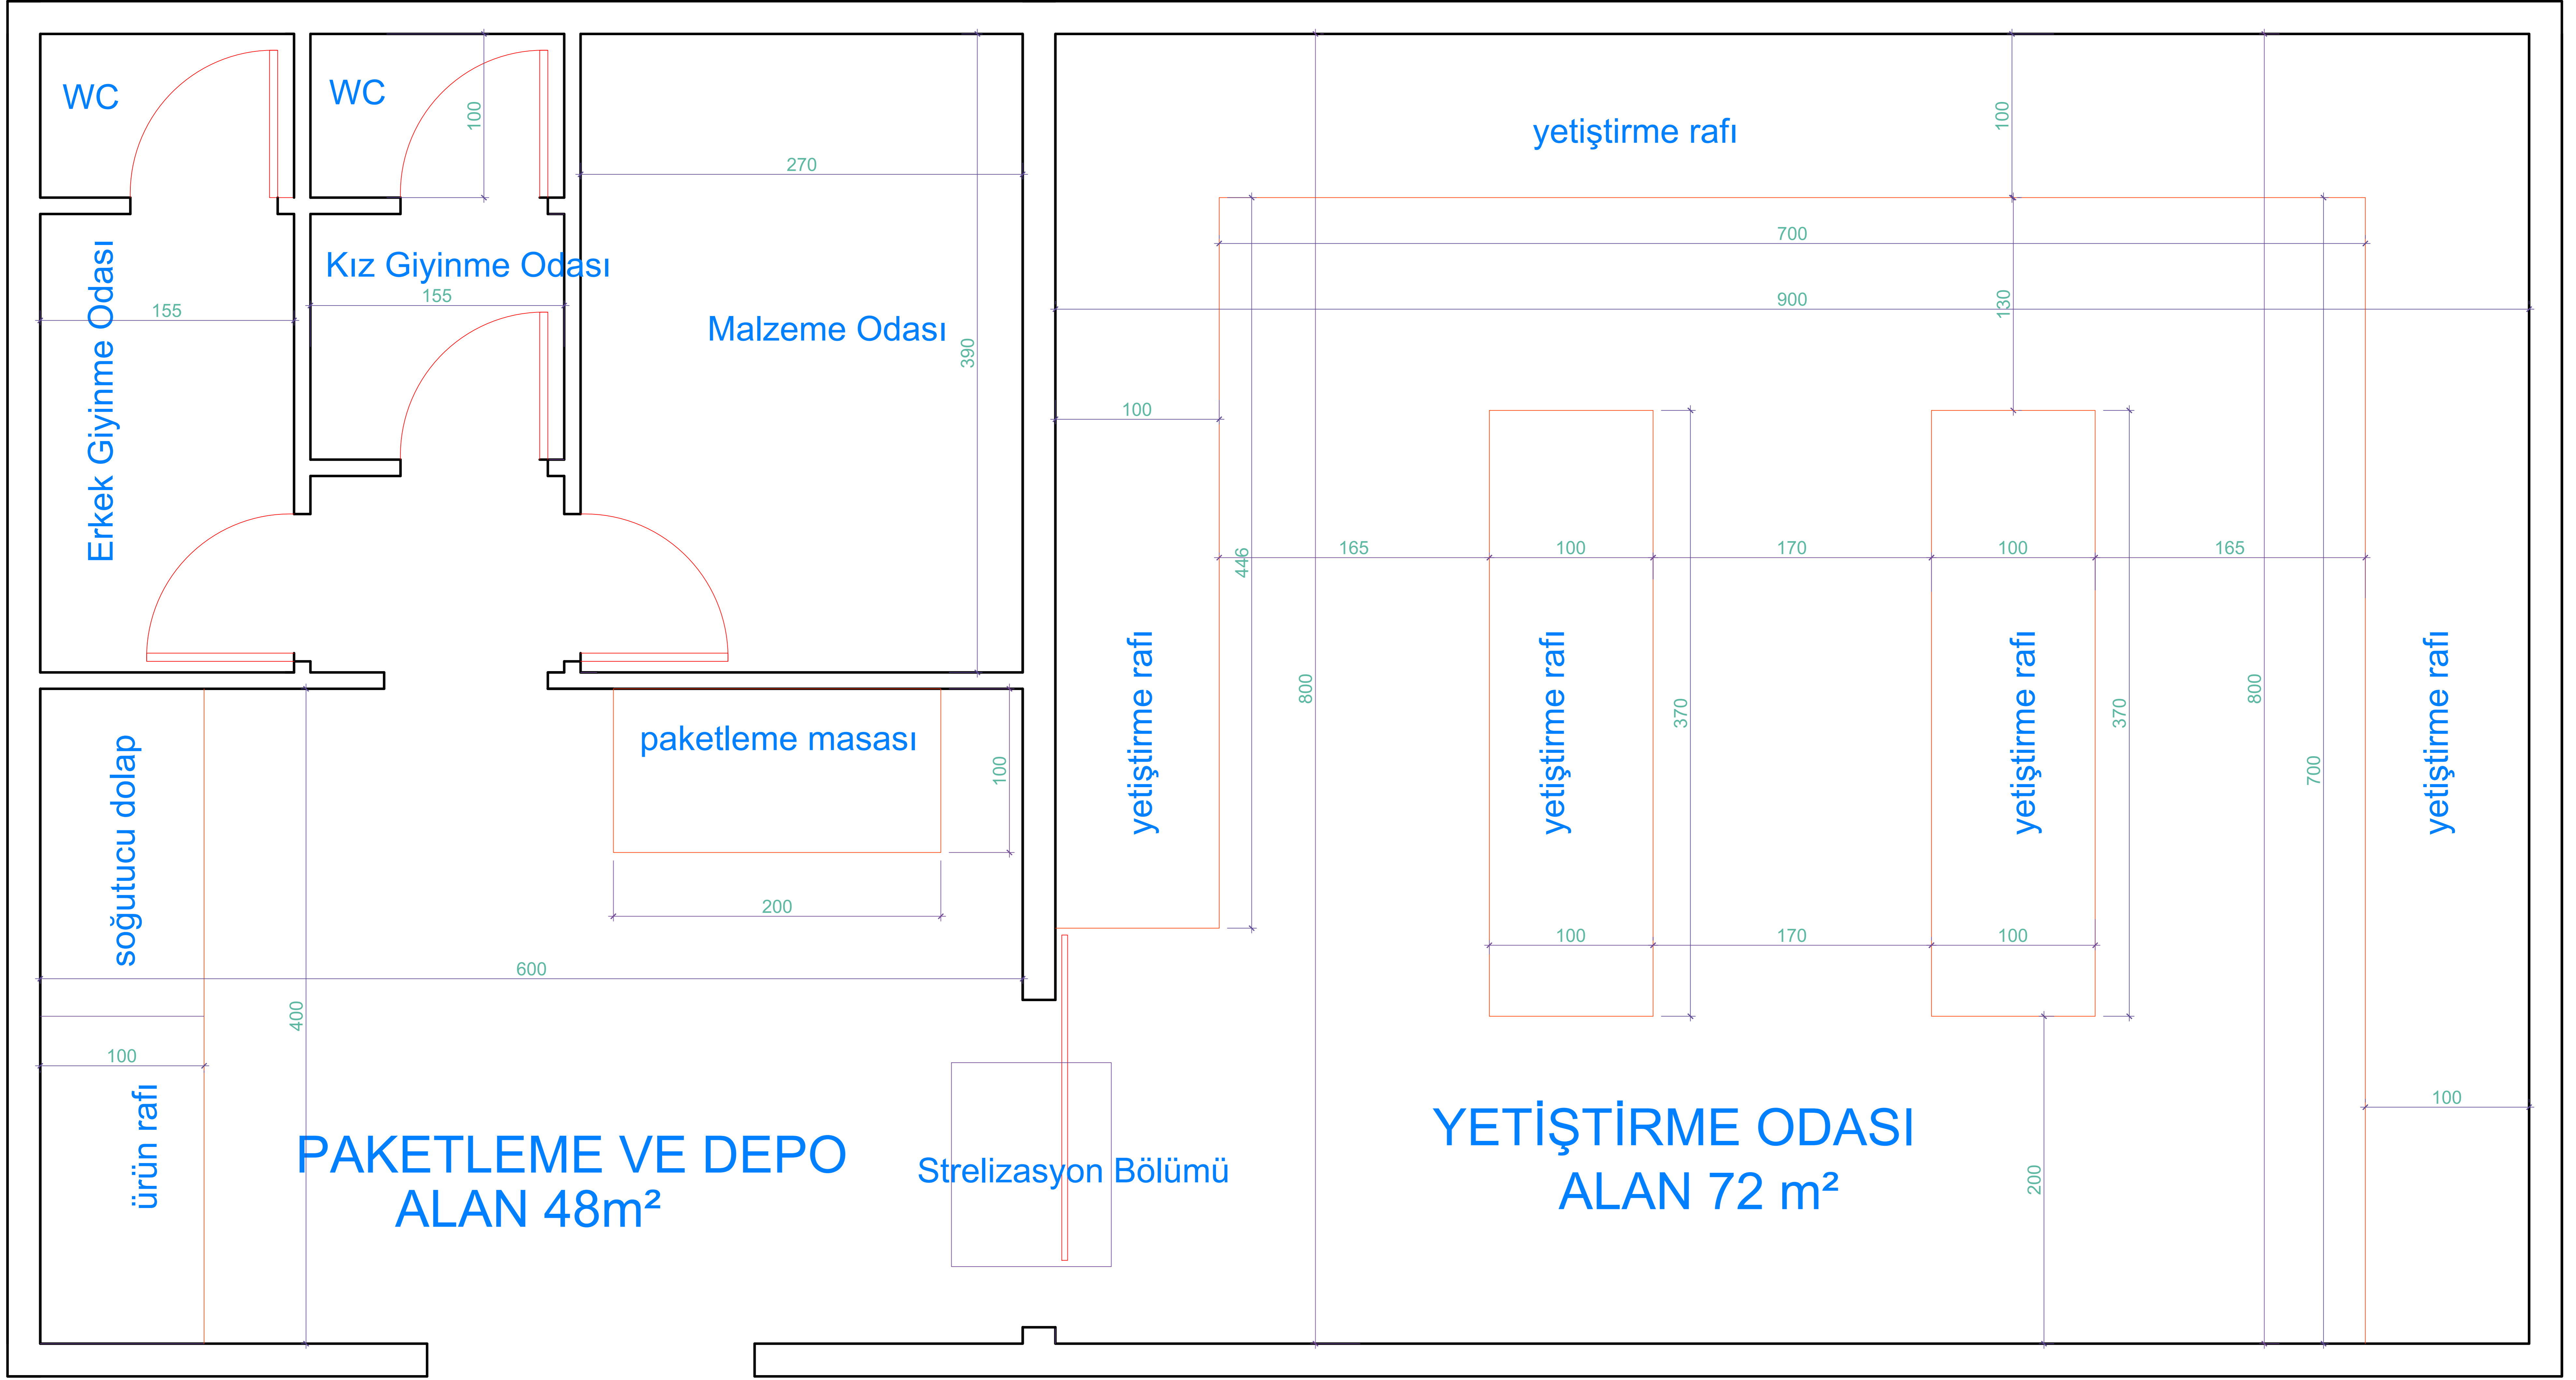 WC
WC
100
100
yetiştirme rafı
270
700
Kız Giyinme Odası
155
155
900
130
Erkek Giyinme Odası
Malzeme Odası
390
100
446
165
100
170
100
165
yetiştirme rafı
yetiştirme rafı
yetiştirme rafı
yetiştirme rafı
800
800
370
370
700
paketleme masası
100
soğutucu dolap
200
600
100
170
100
400
100
ürün rafı
PAKETLEME VE DEPO
ALAN 48m²
Strelizasyon Bölümü
YETİŞTİRME ODASI
ALAN 72 m²
200
100